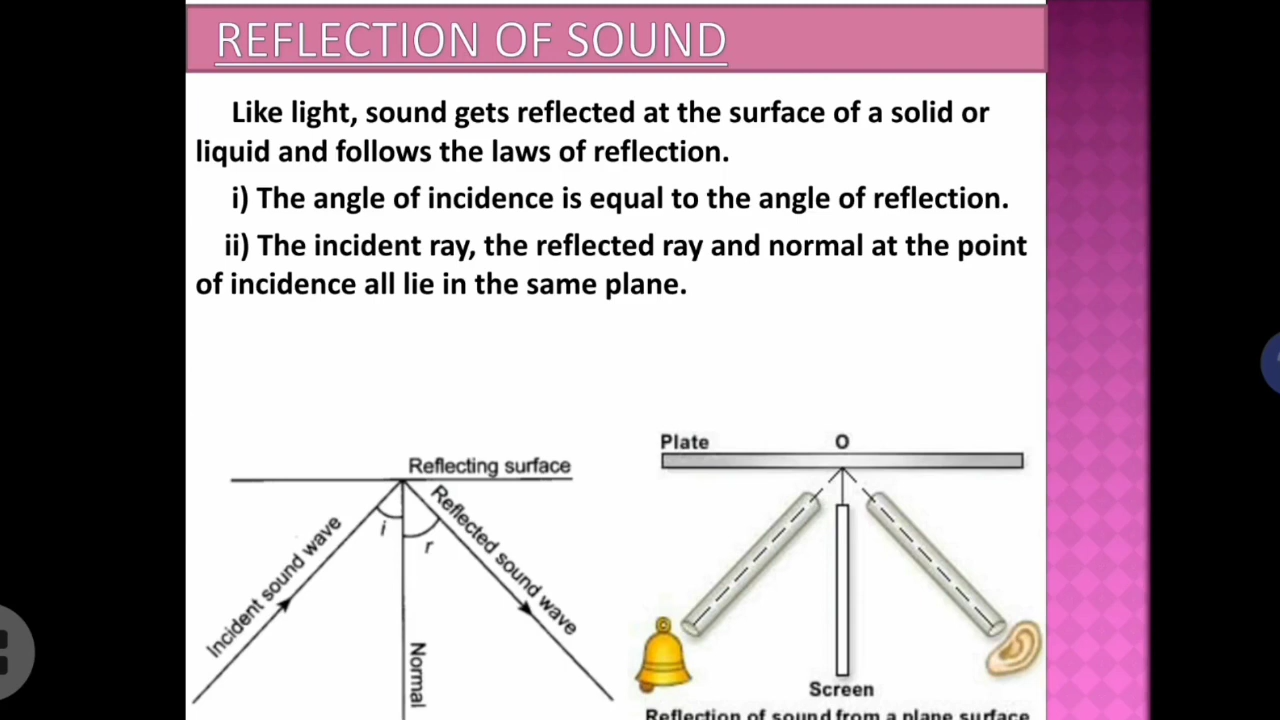 REFLECTION OF SOUND
Like light, sound gets reflected at the surface of a solid or
liquid and follows the laws of reflection.
i) The angle of incidence is equal to the angle of reflection.
ii) The incident ray, the reflected ray and normal at the point
of incidence all lie in the same plane.
Reflecting surface
Incident sound wave
i
r
Reflected sound wave
Normal
Plate
O
Screen
Reflection of sound from a plane surface